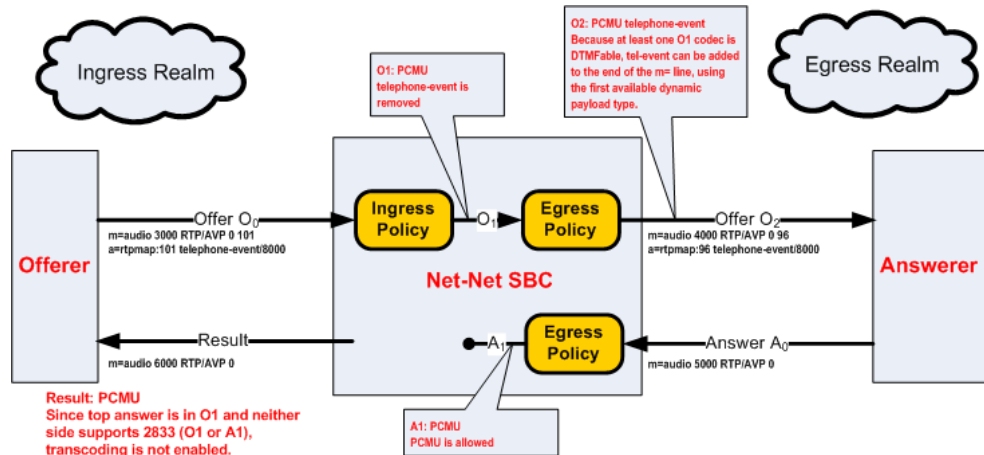 Ingress Realm
O1: PCMU
telephone-event is
removed
O2: PCMU telephone-event
Because at least one O1 codec is
DTMFable, tel-event can be added
to the end of the m= line, using
the first available dynamic
payload type.
Egress Realm
Offerer
Offer O0
m=audio 3000 RTP/AVP 0 101
a=rtpmap:101 telephone-event/8000
Ingress
Policy
O1
Egress
Policy
Offer O2
m=audio 4000 RTP/AVP 0 96
a=rtpmap:96 telephone-event/8000
Net-Net SBC
Answerer
Result
m=audio 6000 RTP/AVP 0
A1
Egress
Policy
Answer A0
m=audio 5000 RTP/AVP 0
Result: PCMU
Since top answer is in O1 and neither
side supports 2833 (O1 or A1),
transcoding is not enabled.
A1: PCMU
PCMU is allowed